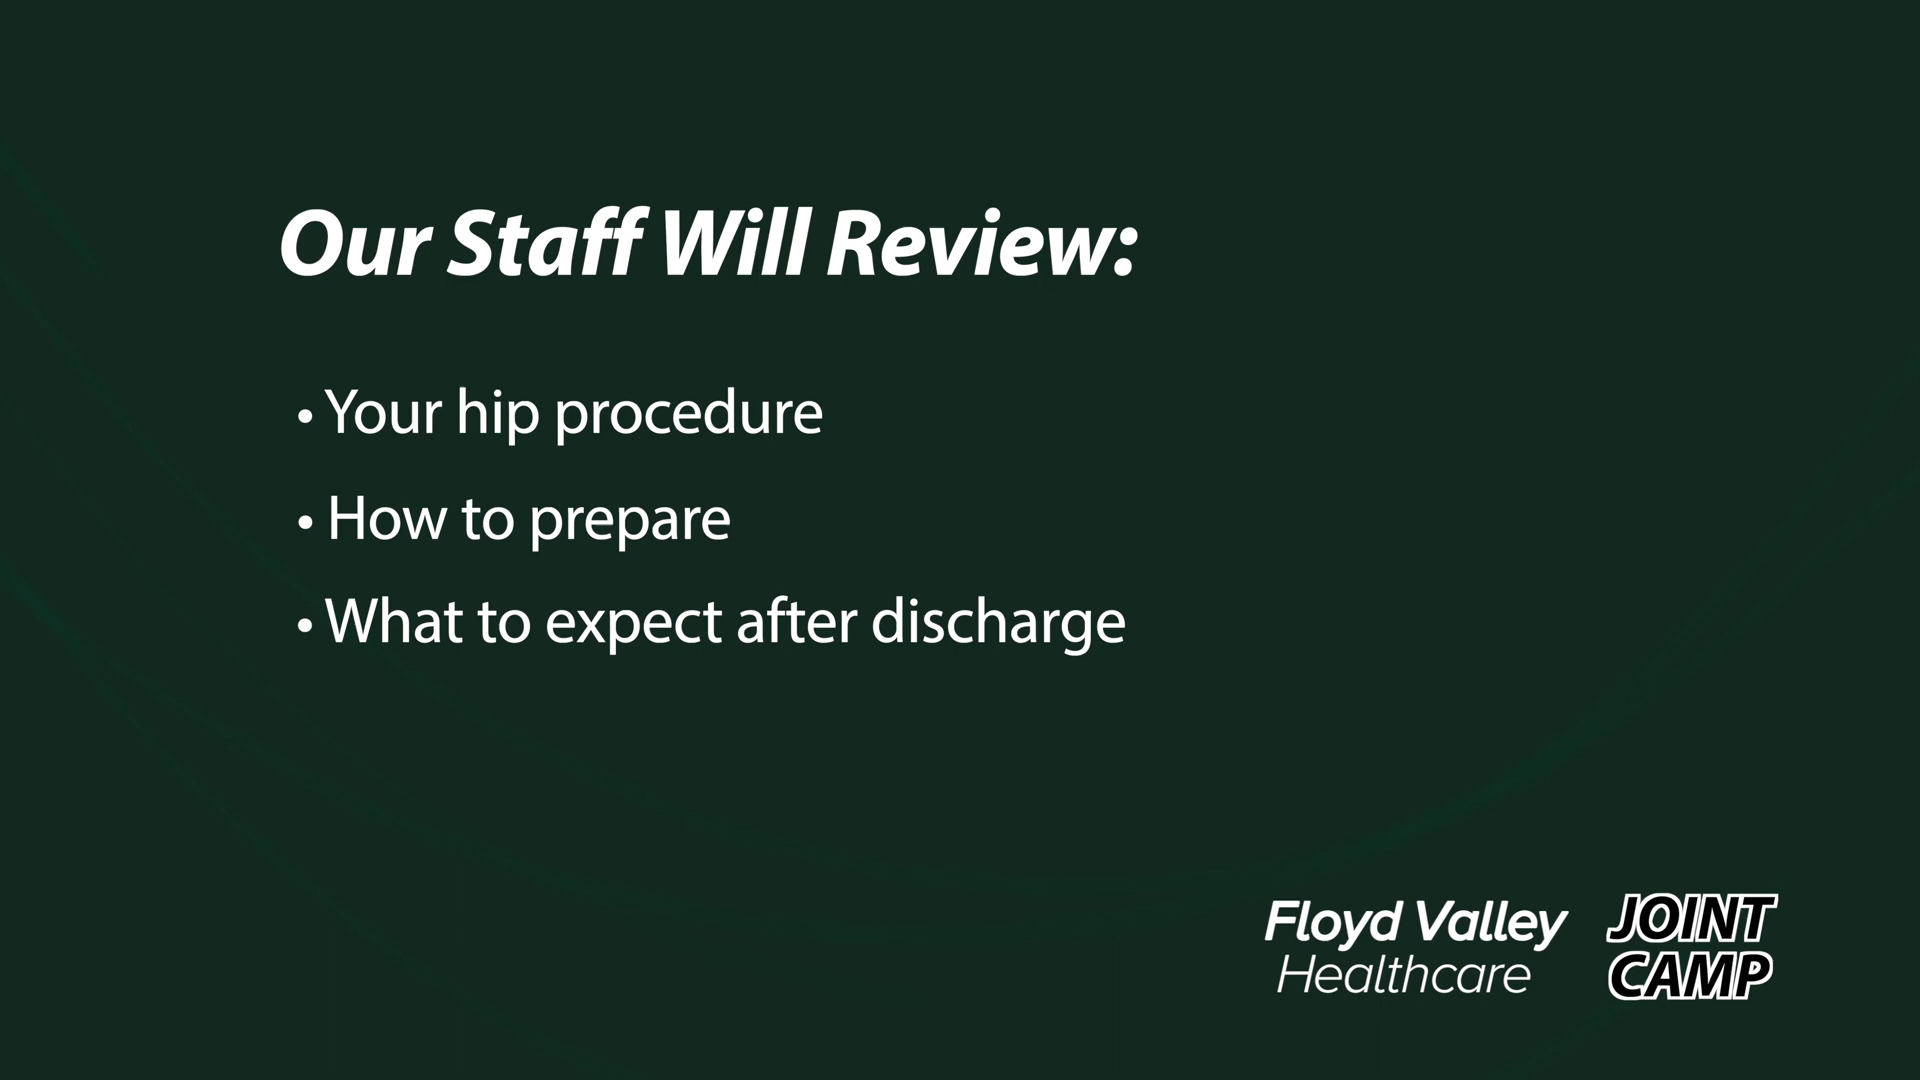 Our Staff Will Review:
• Your hip procedure
• How to prepare
• What to expect after discharge
Floyd Valley
Healthcare
JOINT
CAMP